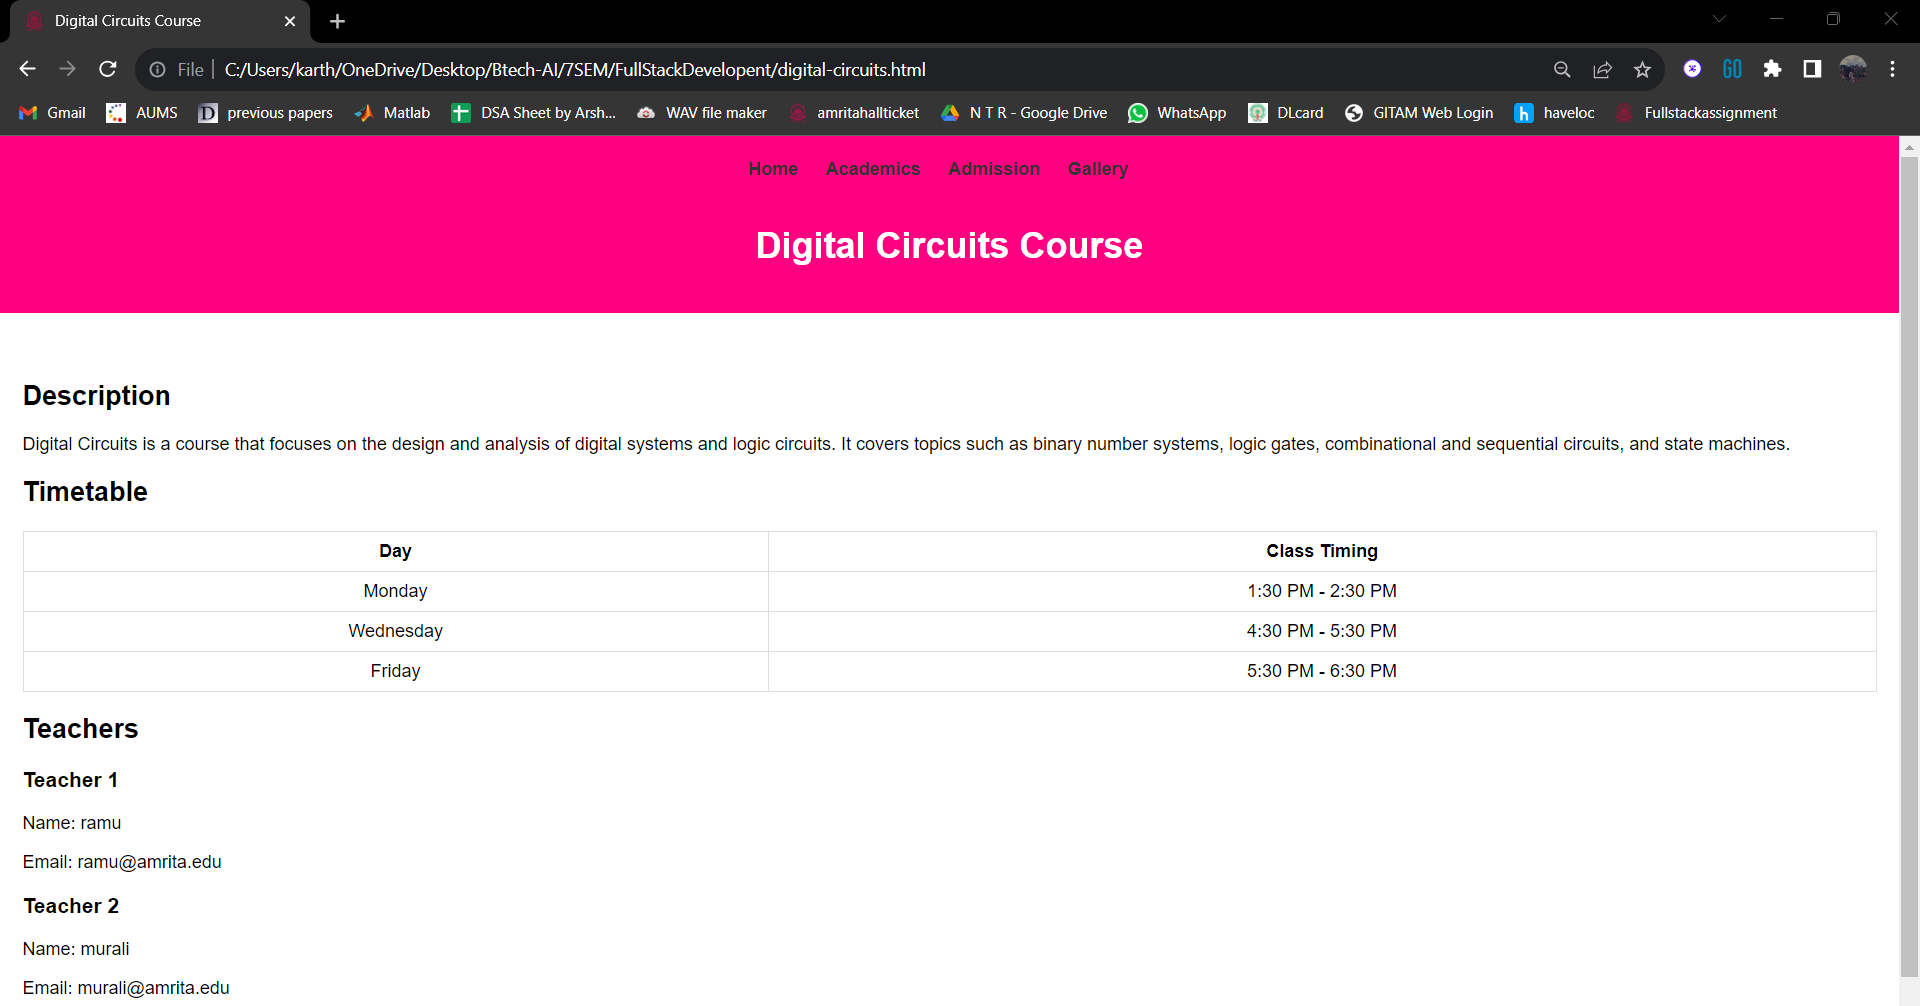 Digital Circuits Course
File C:/Users/karth/OneDrive/Desktop/Btech-AI/7SEM/FullStackDevelopent/digital-circuits.html GO
Gmail AUMS D previous papers Matlab DSA Sheet by Arsh... WAV file maker amritahallticket N T R - Google Drive WhatsApp DLcard GITAM Web Login h haveloc Fullstackassignment
Home Academics Admission Gallery
Digital Circuits Course
Description
Digital Circuits is a course that focuses on the design and analysis of digital systems and logic circuits. It covers topics such as binary number systems, logic gates, combinational and sequential circuits, and state machines.
Timetable
Day Class Timing
Monday 1:30 PM - 2:30 PM
Wednesday 4:30 PM - 5:30 PM
Friday 5:30 PM - 6:30 PM
Teachers
Teacher 1
Name: ramu
Email: ramu@amrita.edu
Teacher 2
Name: murali
Email: murali@amrita.edu